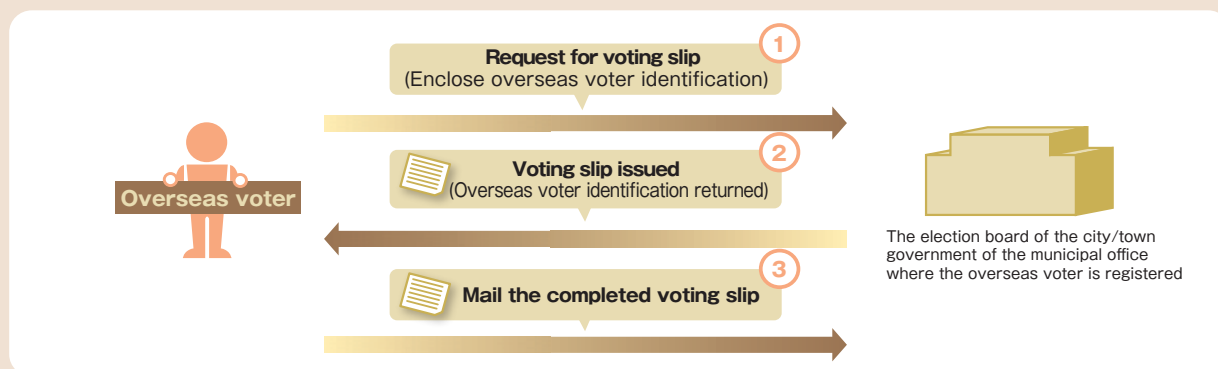 1
Request for voting slip
(Enclose overseas voter identification)
2
Voting slip issued
(Overseas voter identification returned)
Overseas voter
The election board of the city/town
government of the municipal office
where the overseas voter is registered
3
Mail the completed voting slip